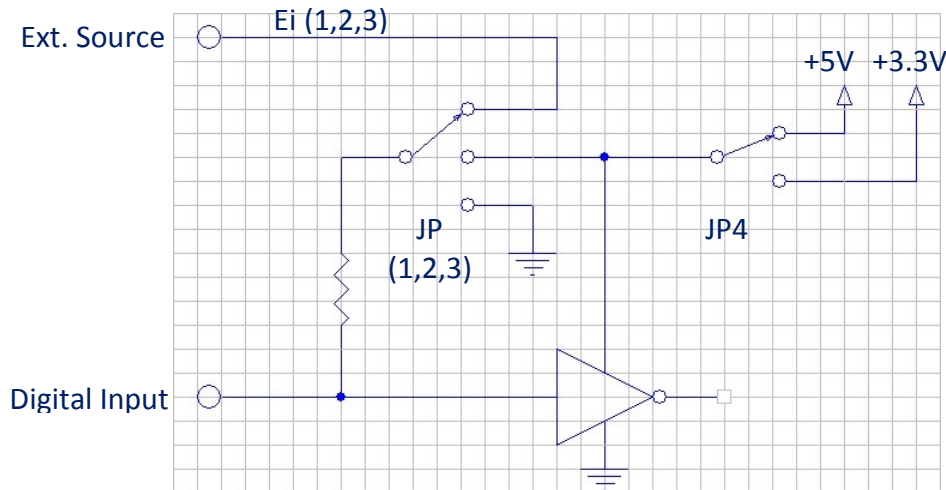 Ext. Source
Ei (1,2,3)
+5V
+3.3V
JP
(1,2,3)
JP4
Digital Input